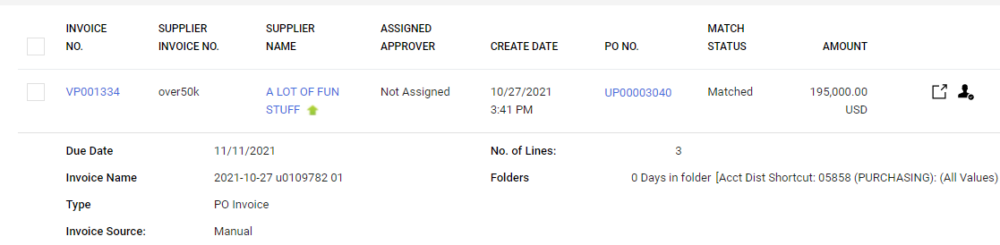 INVOICE NO. SUPPLIER INVOICE NO. SUPPLIER NAME ASSIGNED APPROVER CREATE DATE PO NO. MATCH STATUS AMOUNT
VP001334 over50k A LOT OF FUN STUFF Not Assigned 10/27/2021 3:41 PM UP00003040 Matched 195,000.00 USD
Due Date 11/11/2021 No. of Lines: 3
Invoice Name 2021-10-27 u0109782 01 Folders 0 Days in folder [Acct Dist Shortcut: 05858 (PURCHASING): (All Values)
Type PO Invoice
Invoice Source: Manual